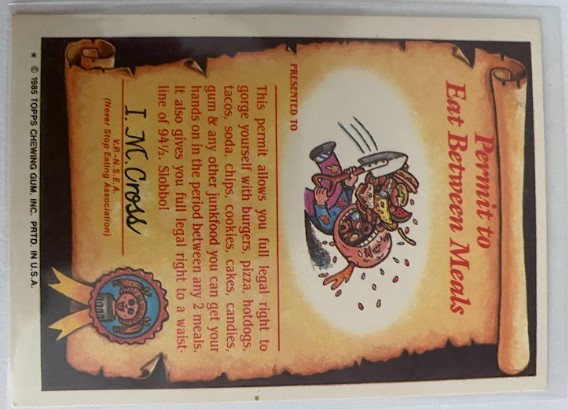 Permit to
Eat Between Meals
PRESENTED TO
This permit allows you full legal right to
gorge yourself with burgers, pizza, hotdogs,
tacos, soda, chips, cookies, cakes, candies,
gum & any other junkfood you can get your
hands on in the period between any 2 meals.
It also gives you full legal right to a waist-
line of 94½, Slobbo!
I. M. Cross
V.P.-N.S.E.A.
(Never Stop Eating Association)
* © 1985 TOPPS CHEWING GUM, INC. PRTD. IN U.S.A.